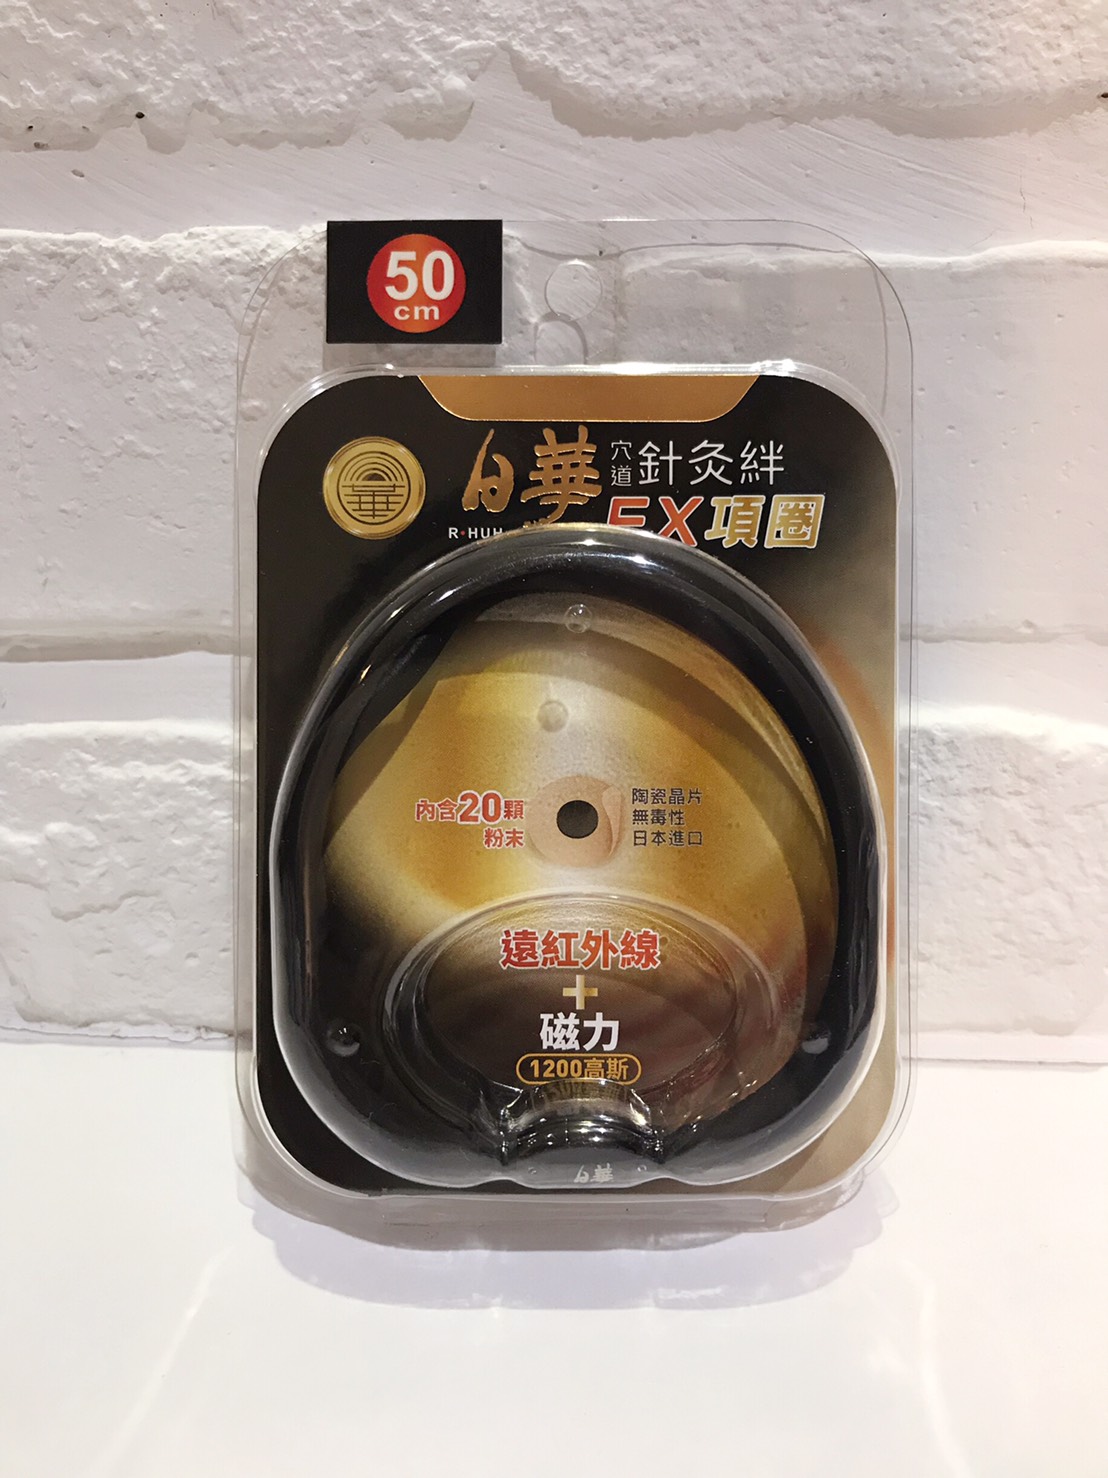 50
cm
日華 穴道 針灸絆
R·HUH
EX項圈
華
內含20顆
粉末
陶瓷晶片
無毒性
日本進口
遠紅外線
+
磁力
1200高斯
日華